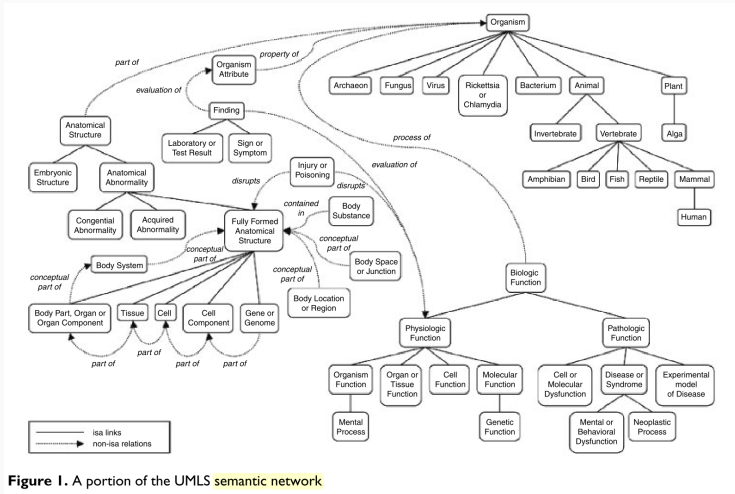 Organism
property of
part of
Organism
Attribute
evaluation of
Archaeon
Fungus
Virus
Rickettsia
or
Chlamydia
Bacterium
Animal
Plant
Finding
Anatomical
Structure
Laboratory or
Test Result
Sign or
Symptom
process of
Invertebrate
Vertebrate
Alga
evaluation of
Embryonic
Structure
Anatomical
Abnormality
Injury or
Poisoning
disrupts
disrupts
Amphibian
Bird
Fish
Reptile
Mammal
Human
Congential
Abnormality
Acquired
Abnormality
Fully Formed
Anatomical
Structure
contained
in
Body
Substance
conceptual
part of
Body Space
or Junction
conceptual
part of
Body System
conceptual
part of
conceptual
part of
Body Location
or Region
Biologic
Function
Body Part, Organ or
Organ Component
Tissue
Cell
Cell
Component
Gene or
Genome
part of
part of
part of
part of
Physiologic
Function
Pathologic
Function
Organism
Function
Organ or
Tissue
Function
Cell
Function
Molecular
Function
Cell or
Molecular
Dysfunction
Disease or
Syndrome
Experimental
model
of Disease
Mental
Process
Genetic
Function
Mental or
Behavioral
Dysfunction
Neoplastic
Process
isa links
non-isa relations
Figure 1. A portion of the UMLS semantic network